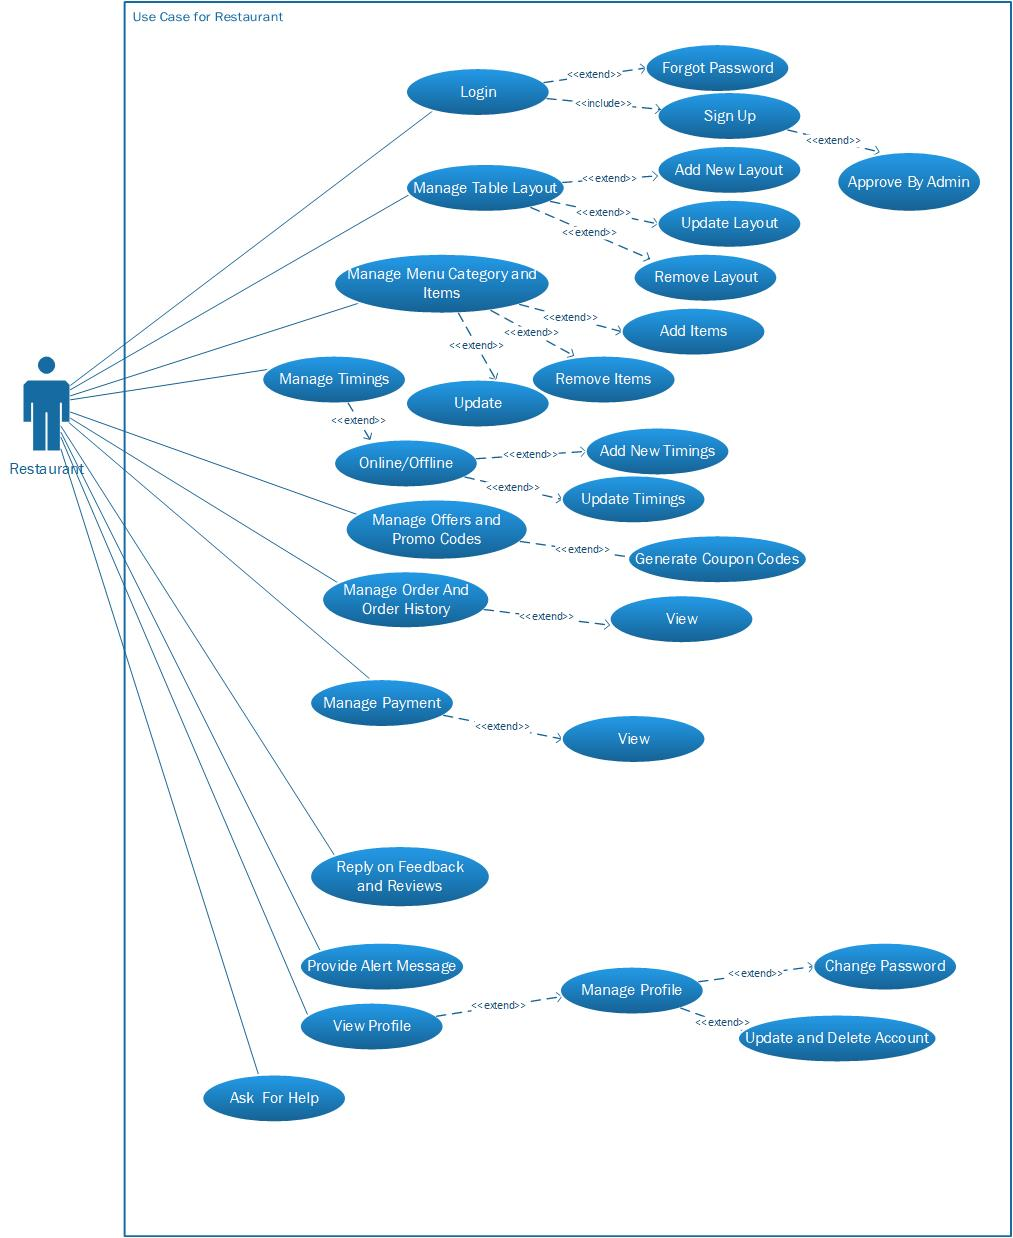 Use Case for Restaurant
Login
<<extend>>
Forgot Password
<<include>>
Sign Up
<<extend>>
Approve By Admin
Manage Table Layout
<<extend>>
Add New Layout
<<extend>>
Update Layout
<<extend>>
Remove Layout
Manage Menu Category and
Items
<<extend>>
Add Items
<<extend>>
Remove Items
<<extend>>
Update
Manage Timings
<<extend>>
Online/Offline
<<extend>>
Add New Timings
<<extend>>
Update Timings
Restaurant
Manage Offers and
Promo Codes
<<extend>>
Generate Coupon Codes
Manage Order And
Order History
<<extend>>
View
Manage Payment
<<extend>>
View
Reply on Feedback
and Reviews
Provide Alert Message
View Profile
<<extend>>
Manage Profile
<<extend>>
Change Password
<<extend>>
Update and Delete Account
Ask For Help